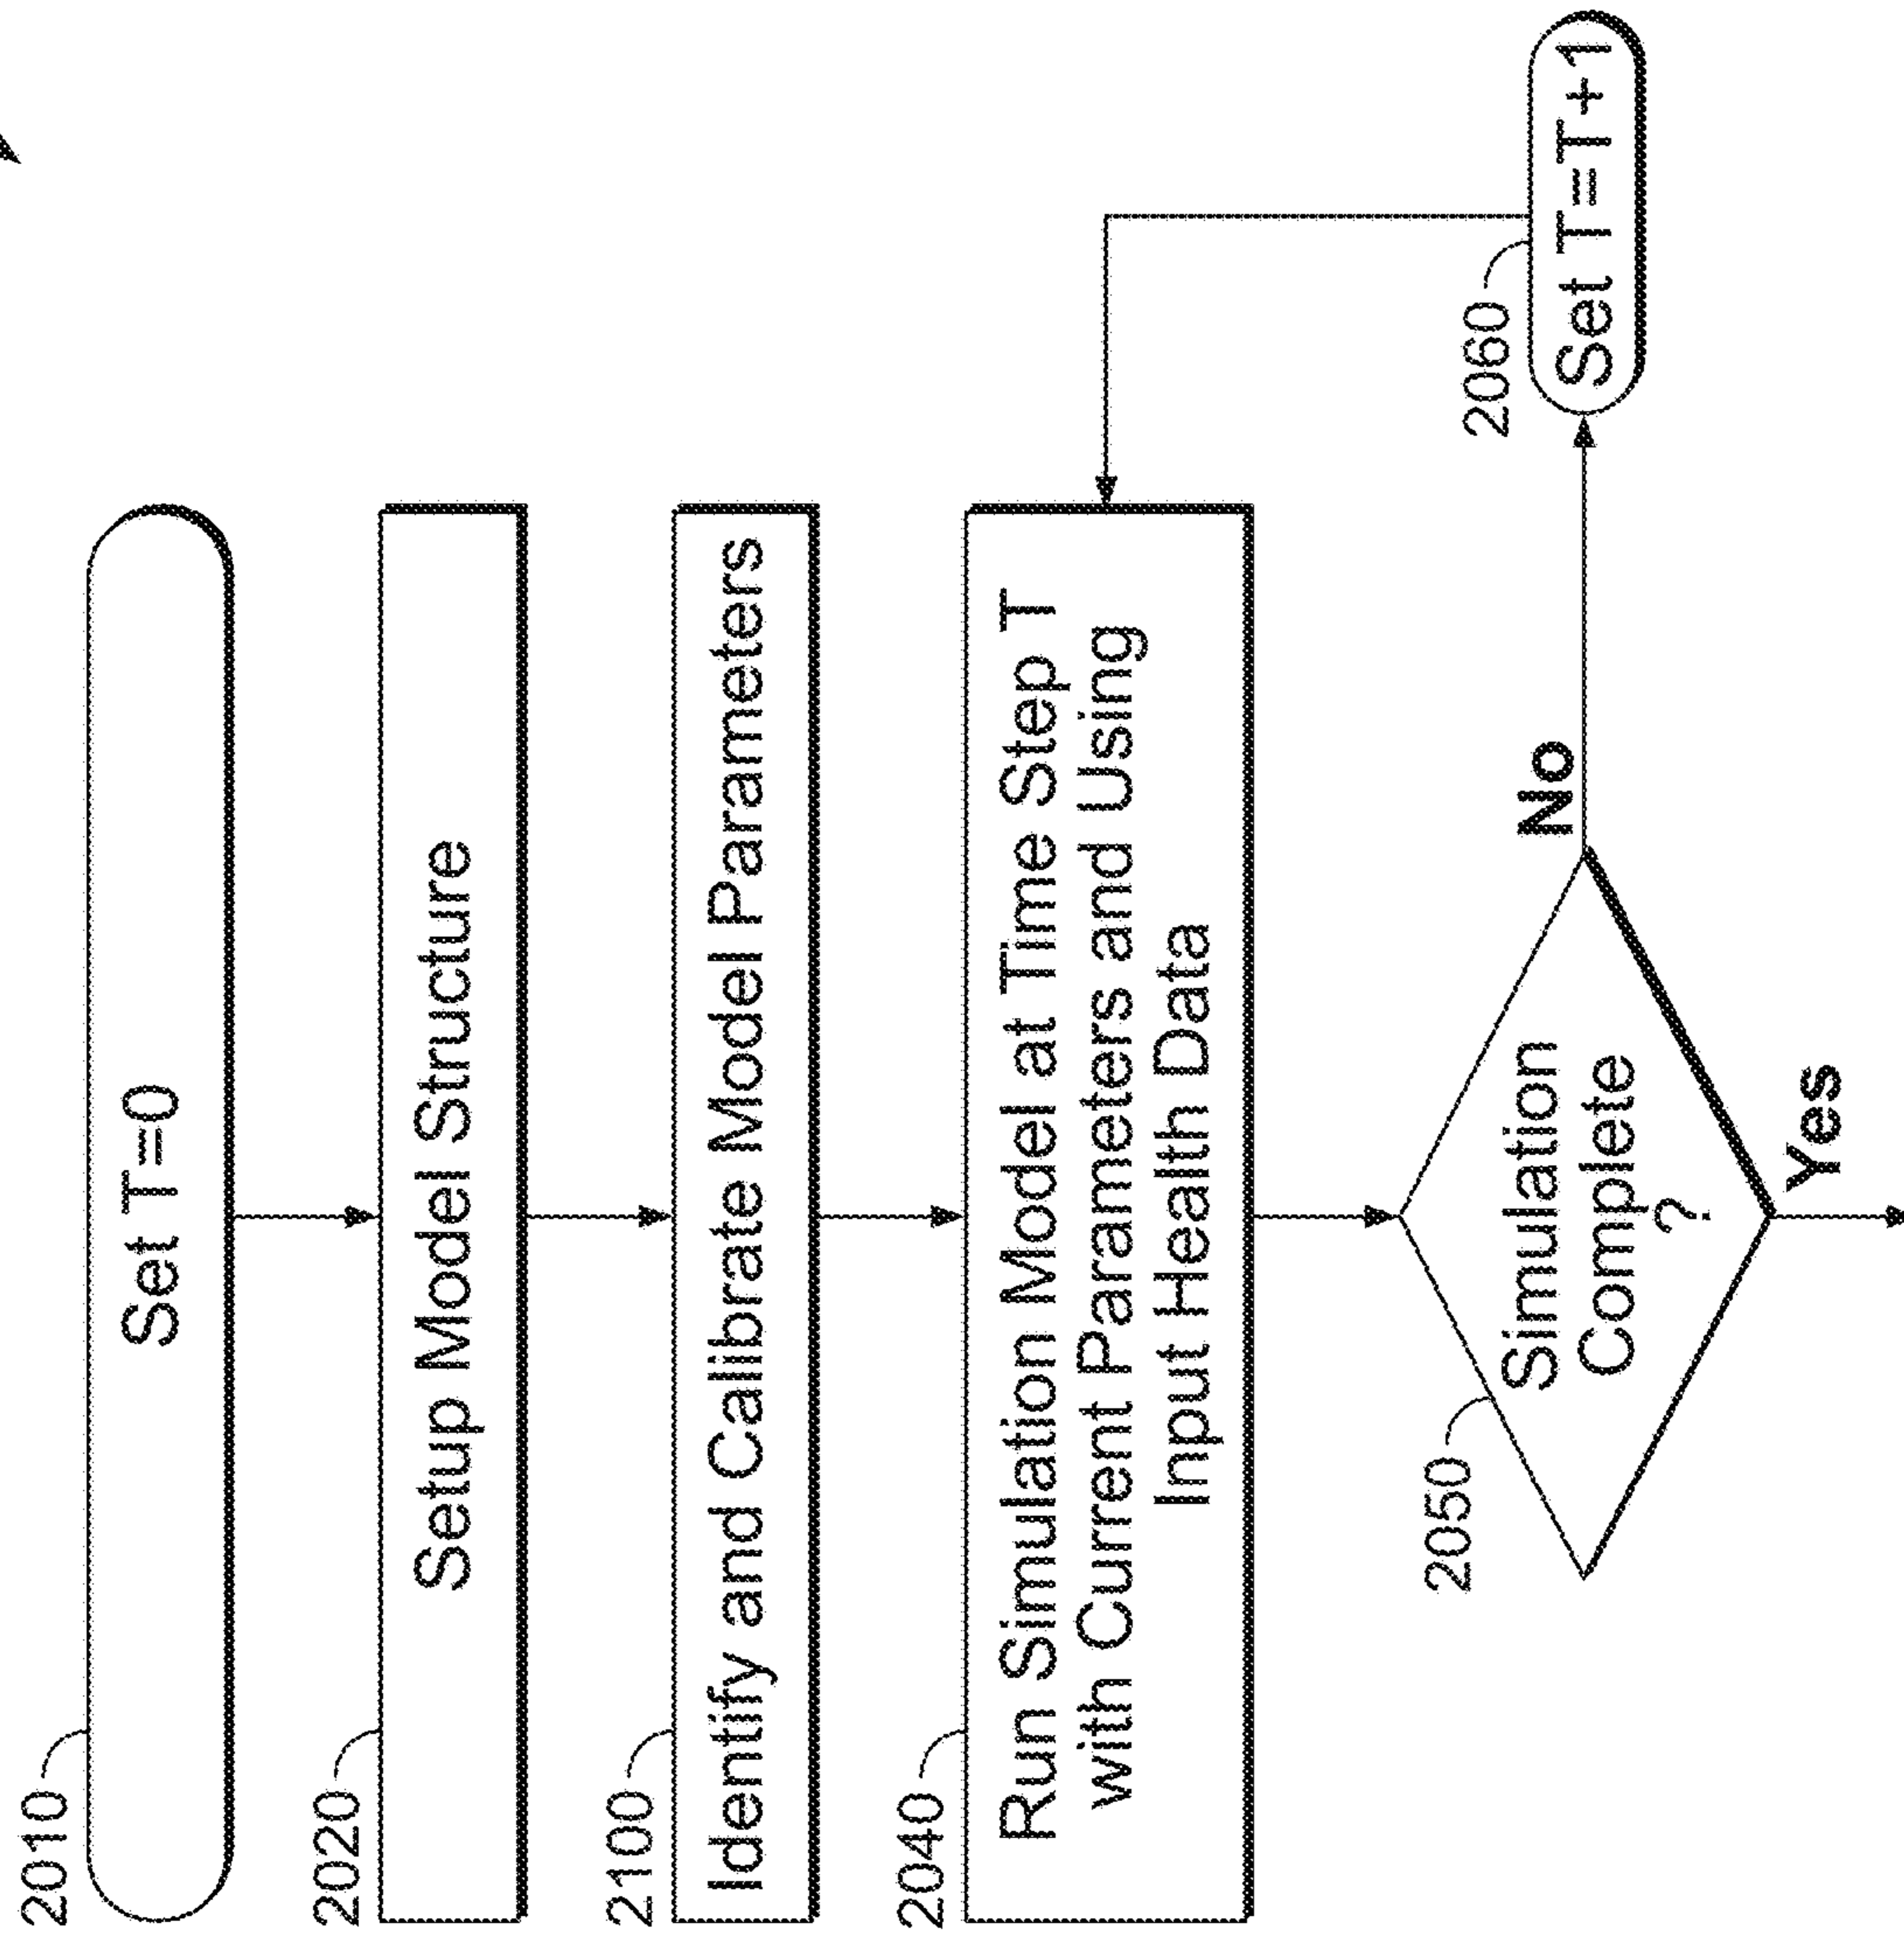 2010
Set T=0
2020
Setup Model Structure
2100
Identify and Calibrate Model Parameters
2040
Run Simulation Model at Time Step T
with Current Parameters and Using
Input Health Data
2050
Simulation
Complete
?
No
2060
Set T=T+1
Yes